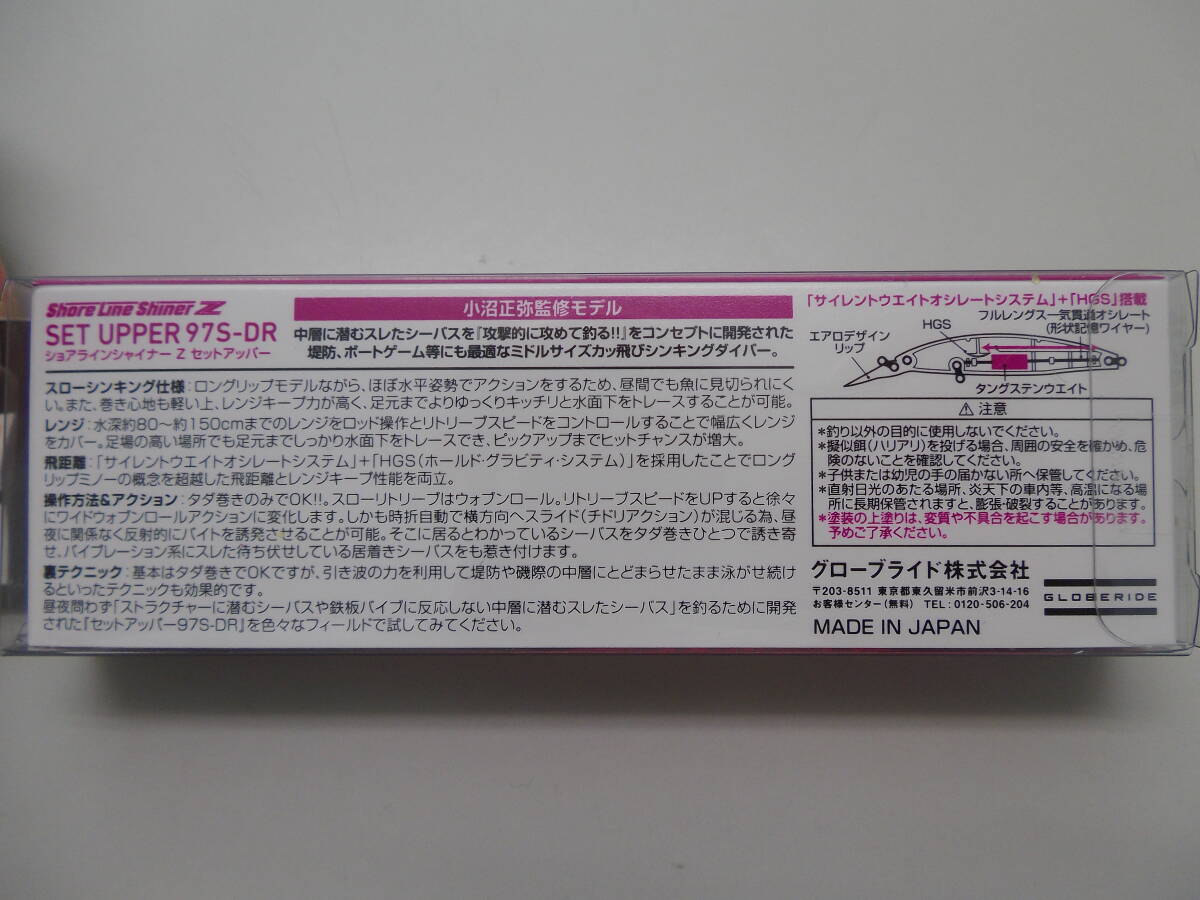 Shore Line Shiner Z
SET UPPER 97S-DR
ショアラインシャイナー Z セットアッパー
小沼正弥監修モデル
中層に潜むスレたシーバスを『攻撃的に攻めて釣る!!』をコンセプトに開発された
堤防、ボートゲーム等にも最適なミドルサイズカッ飛びシンキングダイバー。
スローシンキング仕様：ロングリップモデルながら、ほぼ水平姿勢でアクションをするため、昼間でも魚に見切られにく
い。また、巻き心地も軽い上、レンジキープ力が高く、足元までよりゆっくりキッチリと水面下をトレースすることが可能。
レンジ：水深約80～約150cmまでのレンジをロッド操作とリトリーブスピードをコントロールすることで幅広くレンジ
をカバー。足場の高い場所でも足元までしっかり水面下をトレースでき、ピックアップまでヒットチャンスが増大。
飛距離：「サイレントウエイトオシレートシステム」+「HGS(ホールド・グラビティ・システム)」を採用したことでロング
リップミノーの概念を超越した飛距離とレンジキープ性能を両立。
操作方法&アクション：タダ巻きのみでOK!!。スローリトリーブはウォブンロール。リトリーブスピードをUPすると徐々
にワイドウォブンロールアクションに変化します。しかも時折自動で横方向へスライド(チドリアクション)が混じる為、昼
夜に関係なく反射的にバイトを誘発させることが可能。そこに居るとわかっているシーバスをタダ巻きひとつで誘き寄
せ、バイブレーション系にスレた待ち伏せしている居着きシーバスをも惹き付けます。
裏テクニック：基本はタダ巻きでOKですが、引き波の力を利用して堤防や磯際の中層にとどまらせたまま泳がせ続け
るといったテクニックも効果的です。
昼夜問わず「ストラクチャーに潜むシーバスや鉄板バイブに反応しない中層に潜むスレたシーバス」を釣るために開発
された「セットアッパー97S-DR」を色々なフィールドで試してみてください。
「サイレントウエイトオシレートシステム」+「HGS」搭載
フルレングス一気貫通オシレート
(形状記憶ワイヤー)
HGS
エアロデザイン
リップ
タングステンウエイト
⚠ 注意
*釣り以外の目的に使用しないでください。
*擬似餌(ハリアリ)を投げる場合、周囲の安全を確かめ、危
険のないことを確認してください。
*子供または幼児の手の届かない所へ保管してください。
*直射日光のあたる場所、炎天下の車内等、高温になる場
所に長期保管されますと、膨張・破裂することがあります。
*塗装の上塗りは、変質や不具合を起こす場合があります。
予めご了承ください。
グローブライド株式会社
〒203-8511 東京都東久留米市前沢3-14-16
お客様センター(無料) TEL：0120-506-204
GLOBERIDE
MADE IN JAPAN